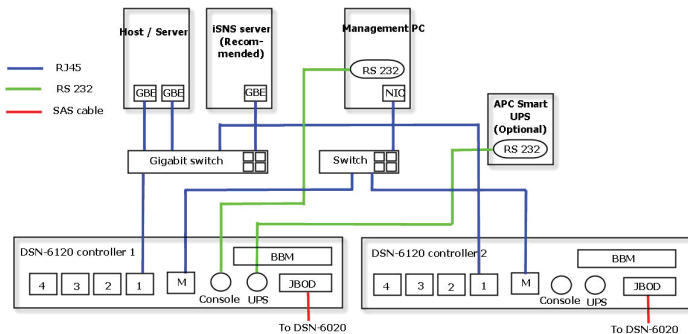 Host / Server
GBE
GBE
iSNS server
(Recom-
mended)
GBE
Management PC
RS 232
NIC
RJ45
RS 232
SAS cable
APC Smart
UPS
(Optional)
RS 232
Gigabit switch
Switch
DSN-6120 controller 1
BBM
4
3
2
1
M
Console
UPS
JBOD
To DSN-6020
DSN-6120 controller 2
BBM
4
3
2
1
M
Console
UPS
JBOD
To DSN-6020